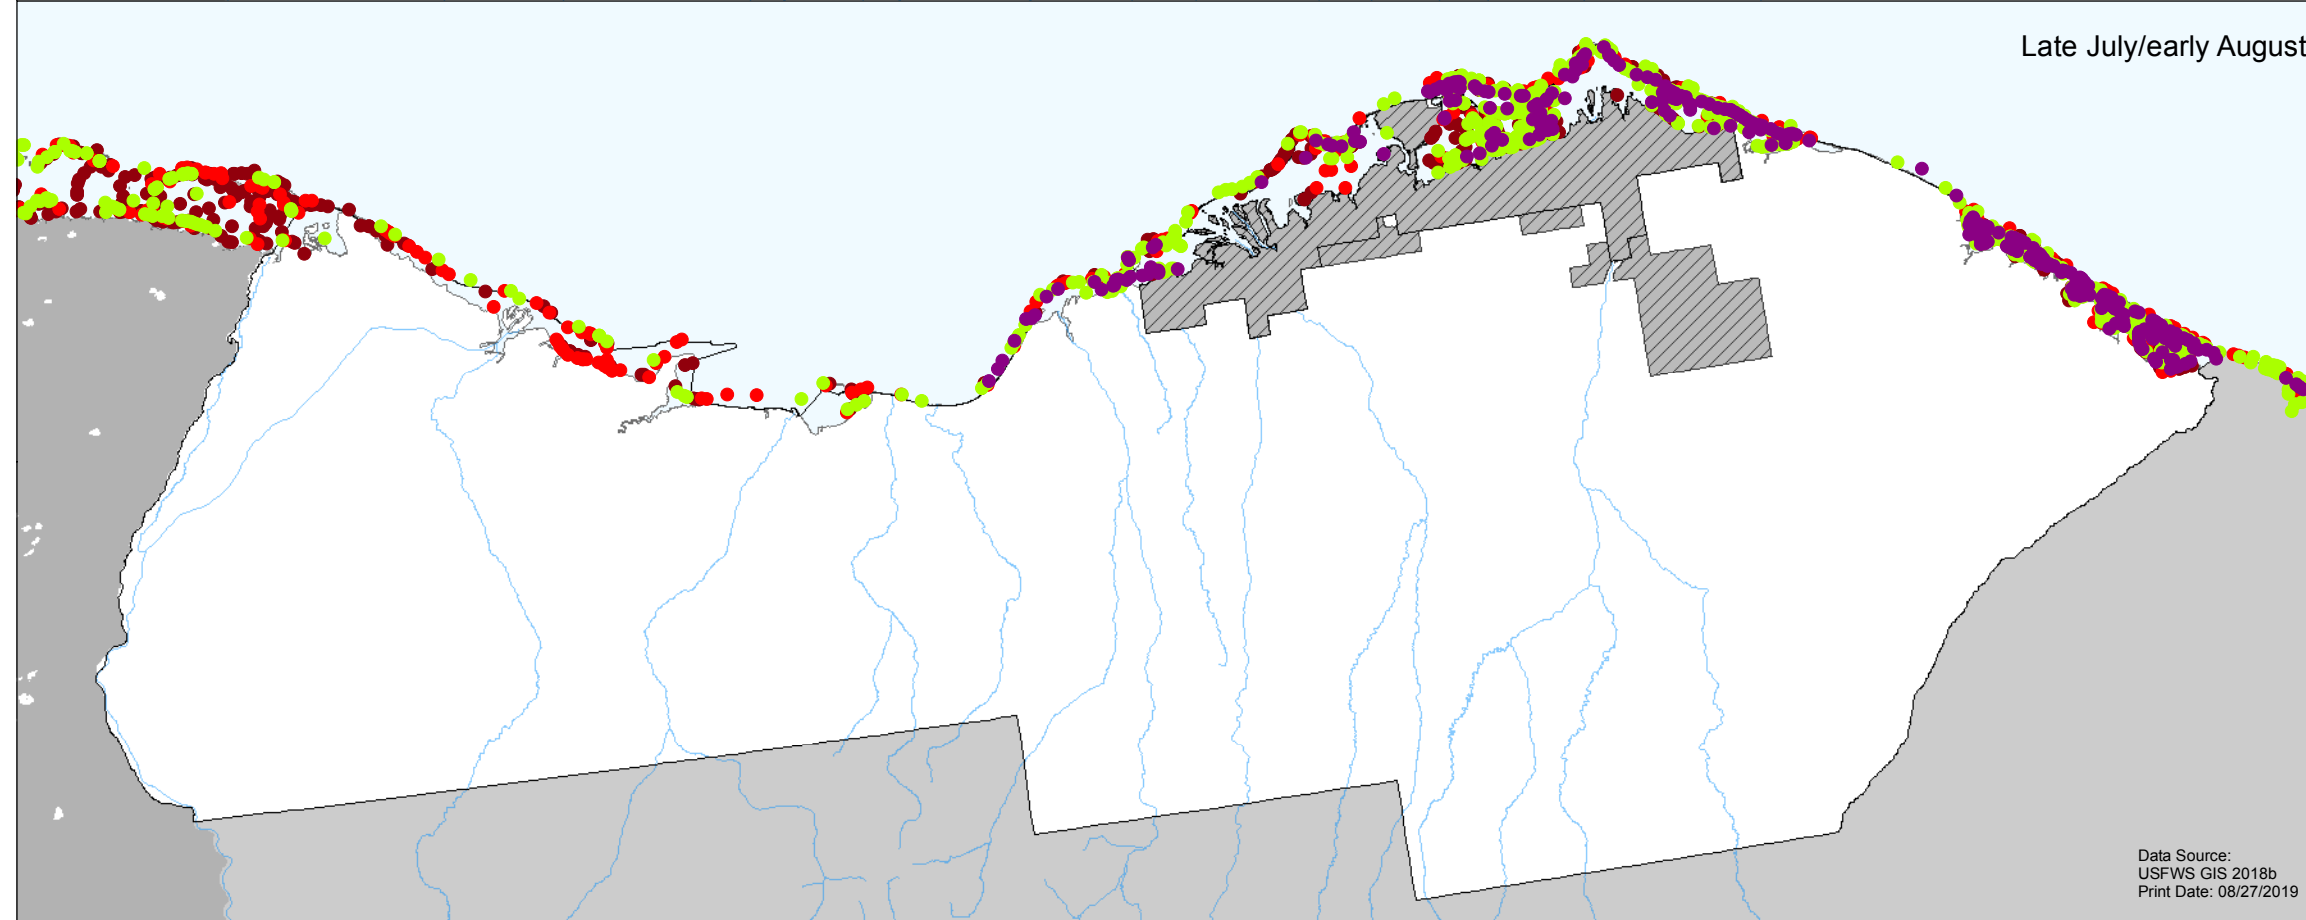 Late July/early August
Data Source:
USFWS GIS 2018b
Print Date: 08/27/2019